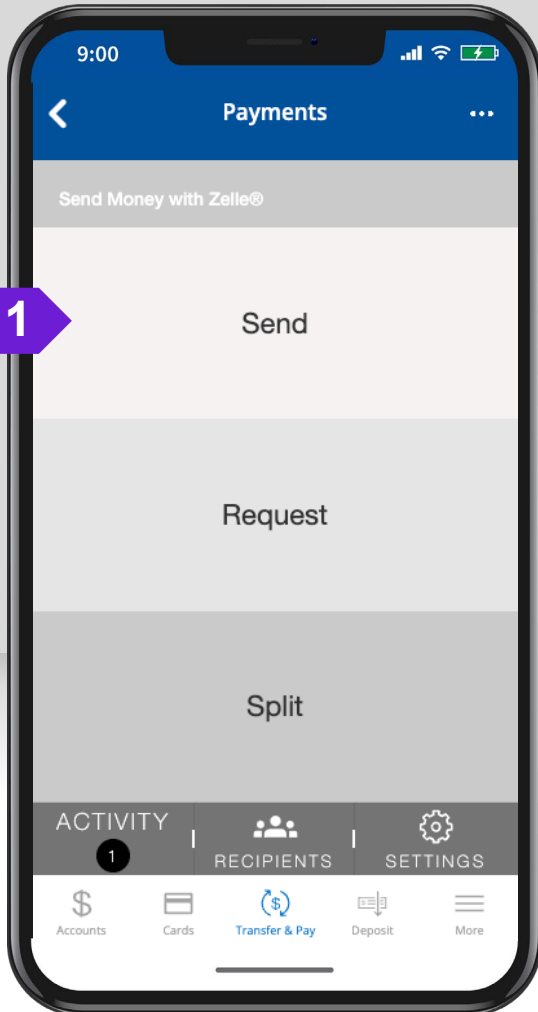 9:00
Payments
Send Money with Zelle®
1
Send
Request
Split
ACTIVITY
1
RECIPIENTS
SETTINGS
Accounts
Cards
Transfer & Pay
Deposit
More